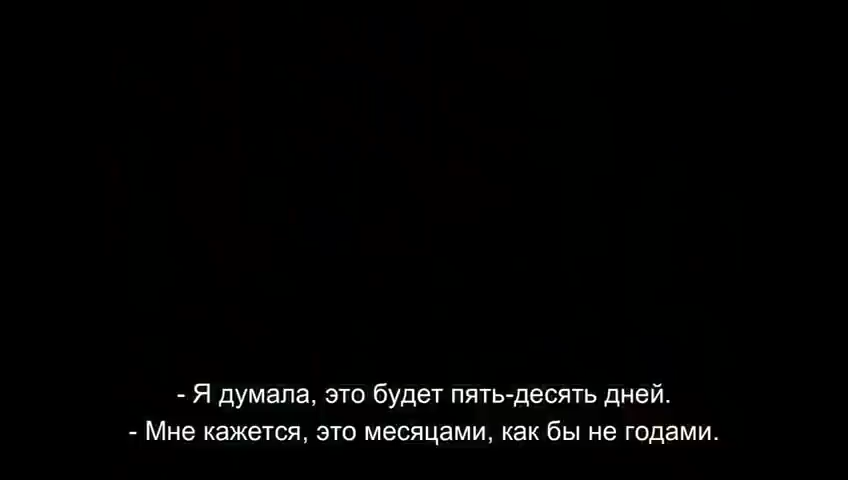 - Я думала, это будет пять-десять дней.
- Мне кажется, это месяцами, как бы не годами.